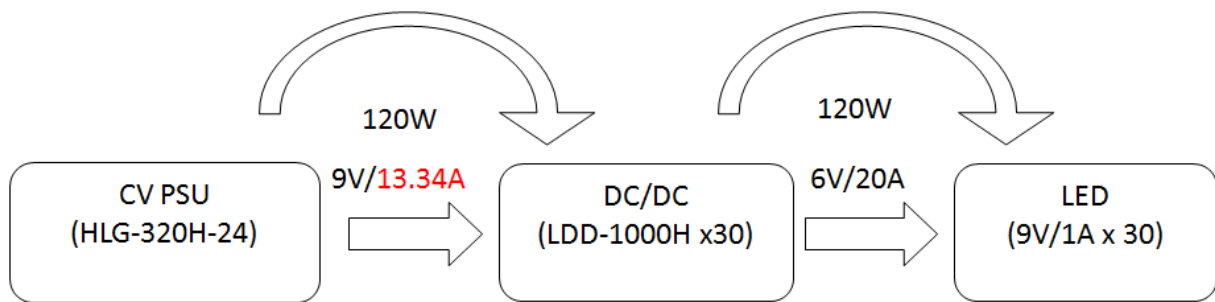 120W
120W
9V/13.34A
6V/20A
CV PSU
(HLG-320H-24)
DC/DC
(LDD-1000H x30)
LED
(9V/1A x 30)